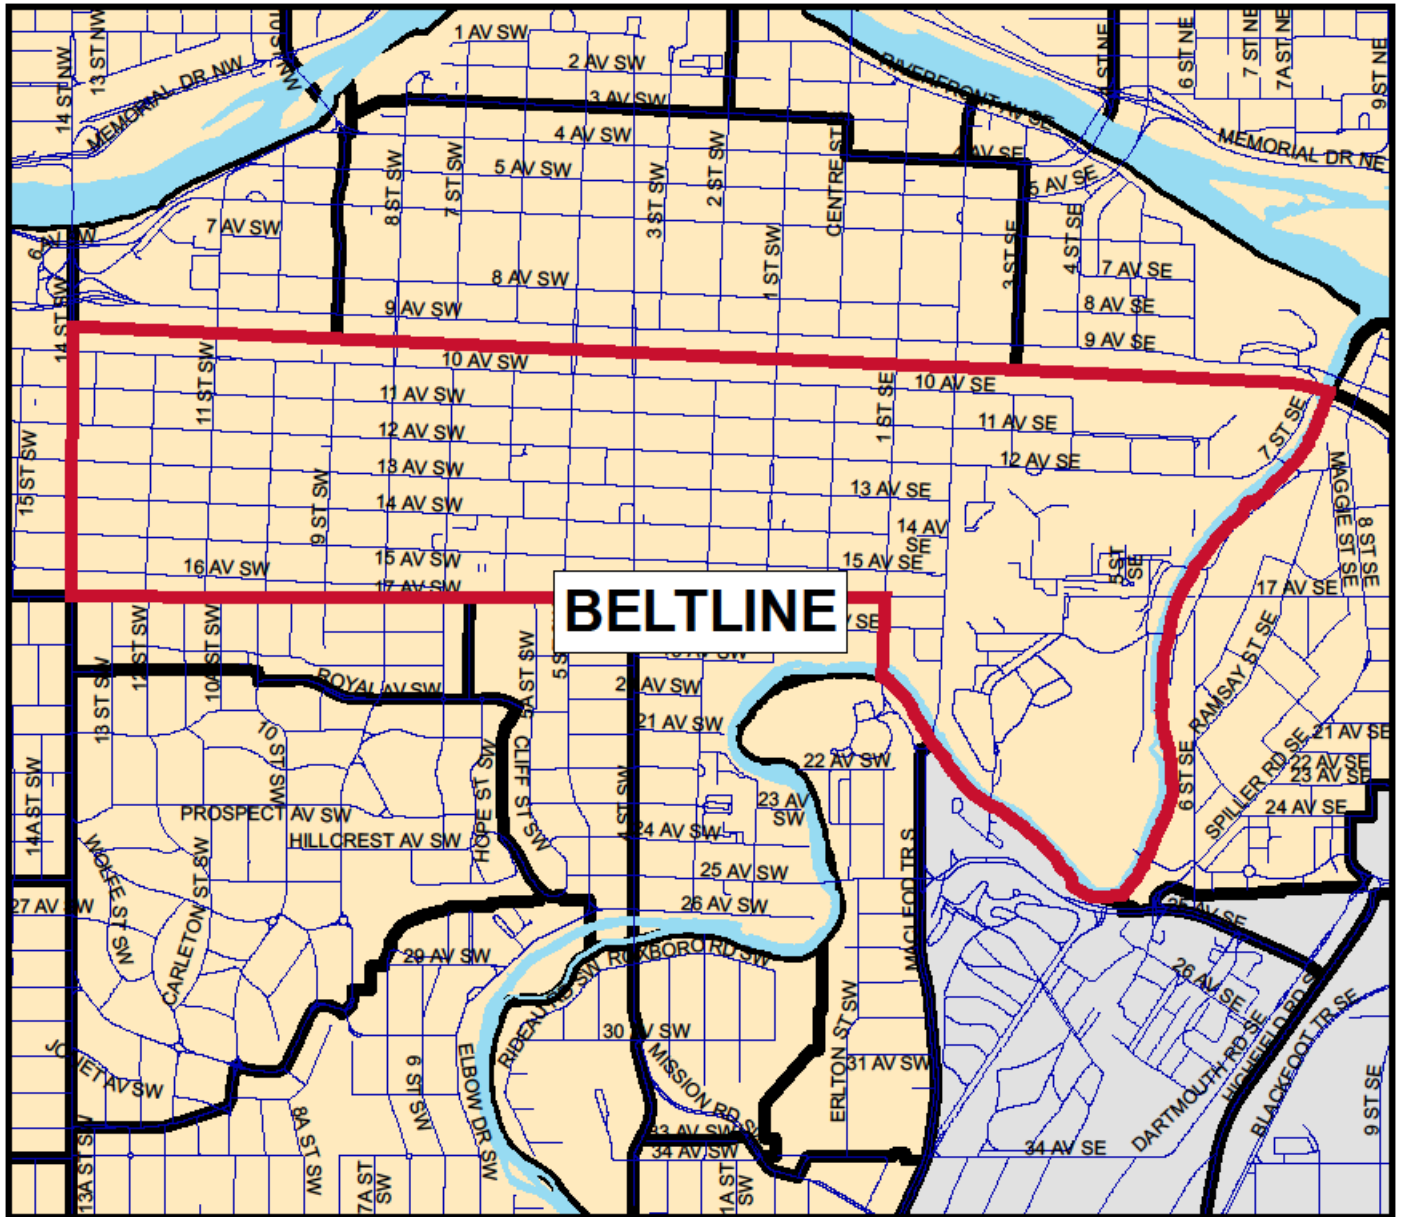 1 AV SW
2 AV SW
3 AV SW
4 AV SW
5 AV SW
7 AV SW
8 AV SW
9 AV SW
14 ST NW
13 ST NW
MEMORIAL DR NW
8 ST SW
7 ST SW
3 ST SW
2 ST SW
1 ST SW
CENTRE ST
RIVERFRONT AV SE
4 ST NE
6 ST NE
7 ST NE
7A ST NE
9 ST NE
MEMORIAL DR NE
5 AV SE
3 ST SE
4 ST SE
7 AV SE
8 AV SE
9 AV SE
14 ST SW
10 AV SW
11 AV SW
12 AV SW
13 AV SW
14 AV SW
15 AV SW
16 AV SW
17 AV SW
11 ST SW
15 ST SW
9 ST SW
1 ST SE
10 AV SE
11 AV SE
12 AV SE
13 AV SE
14 AV
SE
15 AV SE
5 ST
SE
7 ST SE
MAGGIE ST SE
8 ST SE
17 AV SE
BELTLINE
12 ST SW
10A ST SW
13 ST SW
ROYAL AV SW
5A ST SW
21 AV SW
22 AV SW
23 AV
SW
24 AV SW
25 AV SW
26 AV SW
RAMSAY ST SE
SPILLER RD SE
6 ST SE
21 AV SE
22 AV SE
23 AV SE
24 AV SE
25 AV SE
26 AV SE
10 ST SW
PROSPECT AV SW
HILLCREST AV SW
HOPE ST SW
CLIFF ST SW
4 ST SW
14A ST SW
WOLFE ST SW
CARLETON ST SW
27 AV SW
29 AV SW
ROXBORO RD SW
RIDEAU RD SW
30 AV SW
MISSION RD SW
31 AV SW
33 AV SW
34 AV SW
ERLTON ST SW
MACLEOD TR S
ELBOW DR SW
9 ST SW
8A ST SW
7A ST
SW
1A ST
SW
13A ST SW
34 AV SE
DARTMOUTH RD SE
HIGHFIELD RD S
BLACKFOOT TR SE
9 ST SE